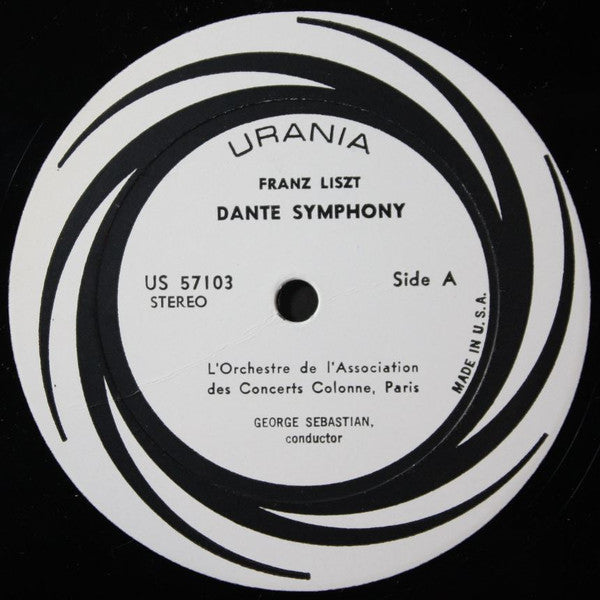 URANIA
FRANZ LISZT
DANTE SYMPHONY
US 57103
STEREO
Side A
L'Orchestre de l'Association
des Concerts Colonne, Paris
GEORGE SEBASTIAN,
conductor
MADE IN U.S.A.